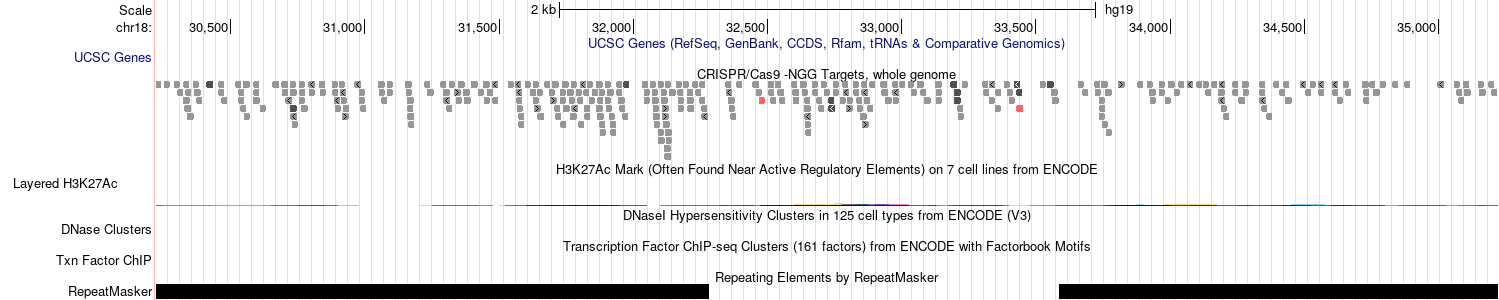 Scale 2 kb hg19
chr18: 30,500 31,000 31,500 32,000 32,500 33,000 33,500 34,000 34,500 35,000
UCSC Genes (RefSeq, GenBank, CCDS, Rfam, tRNAs & Comparative Genomics)
UCSC Genes
CRISPR/Cas9 -NGG Targets, whole genome
H3K27Ac Mark (Often Found Near Active Regulatory Elements) on 7 cell lines from ENCODE
Layered H3K27Ac
DNaseI Hypersensitivity Clusters in 125 cell types from ENCODE (V3)
DNase Clusters
Transcription Factor ChIP-seq Clusters (161 factors) from ENCODE with Factorbook Motifs
Txn Factor ChIP
Repeating Elements by RepeatMasker
RepeatMasker